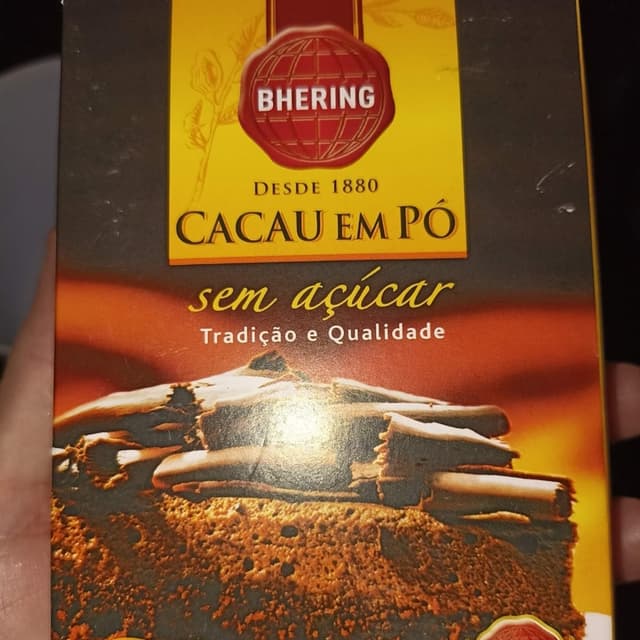 BHERING
DESDE 1880
CACAU EM PÓ
sem açúcar
Tradição e Qualidade